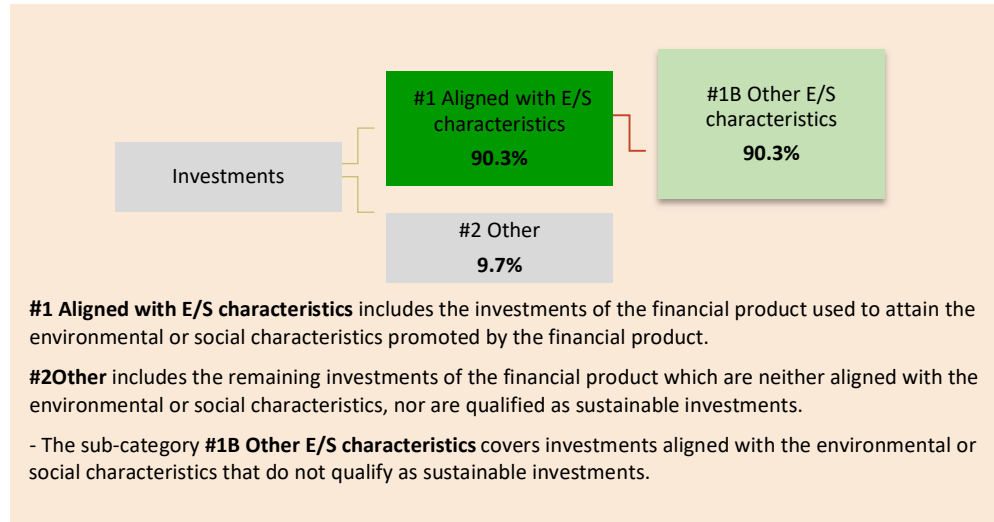 #1 Aligned with E/S
characteristics
90.3%
#1B Other E/S
characteristics
90.3%
Investments
#2 Other
9.7%
#1 Aligned with E/S characteristics includes the investments of the financial product used to attain the
environmental or social characteristics promoted by the financial product.
#2Other includes the remaining investments of the financial product which are neither aligned with the
environmental or social characteristics, nor are qualified as sustainable investments.
- The sub-category #1B Other E/S characteristics covers investments aligned with the environmental or
social characteristics that do not qualify as sustainable investments.